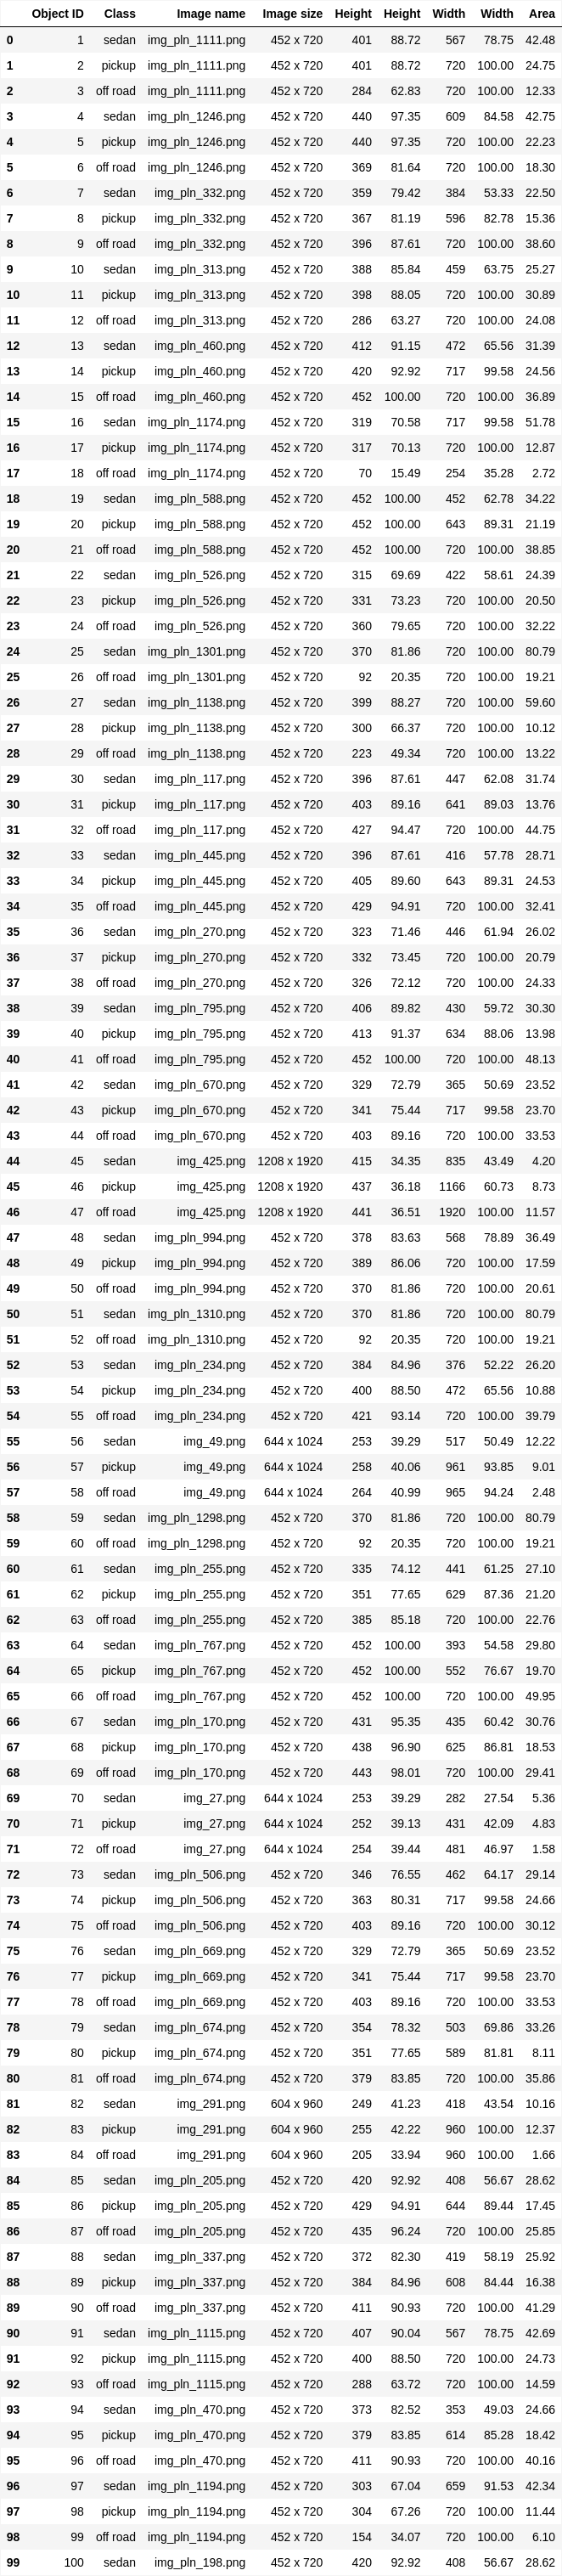 Object ID Class Image name Image size Height Height Width Width Area
0 1 sedan img_pln_1111.png 452 x 720 401 88.72 567 78.75 42.48
1 2 pickup img_pln_1111.png 452 x 720 401 88.72 720 100.00 24.75
2 3 off road img_pln_1111.png 452 x 720 284 62.83 720 100.00 12.33
3 4 sedan img_pln_1246.png 452 x 720 440 97.35 609 84.58 42.75
4 5 pickup img_pln_1246.png 452 x 720 440 97.35 720 100.00 22.23
5 6 off road img_pln_1246.png 452 x 720 369 81.64 720 100.00 18.30
6 7 sedan img_pln_332.png 452 x 720 359 79.42 384 53.33 22.50
7 8 pickup img_pln_332.png 452 x 720 367 81.19 596 82.78 15.36
8 9 off road img_pln_332.png 452 x 720 396 87.61 720 100.00 38.60
9 10 sedan img_pln_313.png 452 x 720 388 85.84 459 63.75 25.27
10 11 pickup img_pln_313.png 452 x 720 398 88.05 720 100.00 30.89
11 12 off road img_pln_313.png 452 x 720 286 63.27 720 100.00 24.08
12 13 sedan img_pln_460.png 452 x 720 412 91.15 472 65.56 31.39
13 14 pickup img_pln_460.png 452 x 720 420 92.92 717 99.58 24.56
14 15 off road img_pln_460.png 452 x 720 452 100.00 720 100.00 36.89
15 16 sedan img_pln_1174.png 452 x 720 319 70.58 717 99.58 51.78
16 17 pickup img_pln_1174.png 452 x 720 317 70.13 720 100.00 12.87
17 18 off road img_pln_1174.png 452 x 720 70 15.49 254 35.28 2.72
18 19 sedan img_pln_588.png 452 x 720 452 100.00 452 62.78 34.22
19 20 pickup img_pln_588.png 452 x 720 452 100.00 643 89.31 21.19
20 21 off road img_pln_588.png 452 x 720 452 100.00 720 100.00 38.85
21 22 sedan img_pln_526.png 452 x 720 315 69.69 422 58.61 24.39
22 23 pickup img_pln_526.png 452 x 720 331 73.23 720 100.00 20.50
23 24 off road img_pln_526.png 452 x 720 360 79.65 720 100.00 32.22
24 25 sedan img_pln_1301.png 452 x 720 370 81.86 720 100.00 80.79
25 26 off road img_pln_1301.png 452 x 720 92 20.35 720 100.00 19.21
26 27 sedan img_pln_1138.png 452 x 720 399 88.27 720 100.00 59.60
27 28 pickup img_pln_1138.png 452 x 720 300 66.37 720 100.00 10.12
28 29 off road img_pln_1138.png 452 x 720 223 49.34 720 100.00 13.22
29 30 sedan img_pln_117.png 452 x 720 396 87.61 447 62.08 31.74
30 31 pickup img_pln_117.png 452 x 720 403 89.16 641 89.03 13.76
31 32 off road img_pln_117.png 452 x 720 427 94.47 720 100.00 44.75
32 33 sedan img_pln_445.png 452 x 720 396 87.61 416 57.78 28.71
33 34 pickup img_pln_445.png 452 x 720 405 89.60 643 89.31 24.53
34 35 off road img_pln_445.png 452 x 720 429 94.91 720 100.00 32.41
35 36 sedan img_pln_270.png 452 x 720 323 71.46 446 61.94 26.02
36 37 pickup img_pln_270.png 452 x 720 332 73.45 720 100.00 20.79
37 38 off road img_pln_270.png 452 x 720 326 72.12 720 100.00 24.33
38 39 sedan img_pln_795.png 452 x 720 406 89.82 430 59.72 30.30
39 40 pickup img_pln_795.png 452 x 720 413 91.37 634 88.06 13.98
40 41 off road img_pln_795.png 452 x 720 452 100.00 720 100.00 48.13
41 42 sedan img_pln_670.png 452 x 720 329 72.79 365 50.69 23.52
42 43 pickup img_pln_670.png 452 x 720 341 75.44 717 99.58 23.70
43 44 off road img_pln_670.png 452 x 720 403 89.16 720 100.00 33.53
44 45 sedan img_425.png 1208 x 1920 415 34.35 835 43.49 4.20
45 46 pickup img_425.png 1208 x 1920 437 36.18 1166 60.73 8.73
46 47 off road img_425.png 1208 x 1920 441 36.51 1920 100.00 11.57
47 48 sedan img_pln_994.png 452 x 720 378 83.63 568 78.89 36.49
48 49 pickup img_pln_994.png 452 x 720 389 86.06 720 100.00 17.59
49 50 off road img_pln_994.png 452 x 720 370 81.86 720 100.00 20.61
50 51 sedan img_pln_1310.png 452 x 720 370 81.86 720 100.00 80.79
51 52 off road img_pln_1310.png 452 x 720 92 20.35 720 100.00 19.21
52 53 sedan img_pln_234.png 452 x 720 384 84.96 376 52.22 26.20
53 54 pickup img_pln_234.png 452 x 720 400 88.50 472 65.56 10.88
54 55 off road img_pln_234.png 452 x 720 421 93.14 720 100.00 39.79
55 56 sedan img_49.png 644 x 1024 253 39.29 517 50.49 12.22
56 57 pickup img_49.png 644 x 1024 258 40.06 961 93.85 9.01
57 58 off road img_49.png 644 x 1024 264 40.99 965 94.24 2.48
58 59 sedan img_pln_1298.png 452 x 720 370 81.86 720 100.00 80.79
59 60 off road img_pln_1298.png 452 x 720 92 20.35 720 100.00 19.21
60 61 sedan img_pln_255.png 452 x 720 335 74.12 441 61.25 27.10
61 62 pickup img_pln_255.png 452 x 720 351 77.65 629 87.36 21.20
62 63 off road img_pln_255.png 452 x 720 385 85.18 720 100.00 22.76
63 64 sedan img_pln_767.png 452 x 720 452 100.00 393 54.58 29.80
64 65 pickup img_pln_767.png 452 x 720 452 100.00 552 76.67 19.70
65 66 off road img_pln_767.png 452 x 720 452 100.00 720 100.00 49.95
66 67 sedan img_pln_170.png 452 x 720 431 95.35 435 60.42 30.76
67 68 pickup img_pln_170.png 452 x 720 438 96.90 625 86.81 18.53
68 69 off road img_pln_170.png 452 x 720 443 98.01 720 100.00 29.41
69 70 sedan img_27.png 644 x 1024 253 39.29 282 27.54 5.36
70 71 pickup img_27.png 644 x 1024 252 39.13 431 42.09 4.83
71 72 off road img_27.png 644 x 1024 254 39.44 481 46.97 1.58
72 73 sedan img_pln_506.png 452 x 720 346 76.55 462 64.17 29.14
73 74 pickup img_pln_506.png 452 x 720 363 80.31 717 99.58 24.66
74 75 off road img_pln_506.png 452 x 720 403 89.16 720 100.00 30.12
75 76 sedan img_pln_669.png 452 x 720 329 72.79 365 50.69 23.52
76 77 pickup img_pln_669.png 452 x 720 341 75.44 717 99.58 23.70
77 78 off road img_pln_669.png 452 x 720 403 89.16 720 100.00 33.53
78 79 sedan img_pln_674.png 452 x 720 354 78.32 503 69.86 33.26
79 80 pickup img_pln_674.png 452 x 720 351 77.65 589 81.81 8.11
80 81 off road img_pln_674.png 452 x 720 379 83.85 720 100.00 35.86
81 82 sedan img_291.png 604 x 960 249 41.23 418 43.54 10.16
82 83 pickup img_291.png 604 x 960 255 42.22 960 100.00 12.37
83 84 off road img_291.png 604 x 960 205 33.94 960 100.00 1.66
84 85 sedan img_pln_205.png 452 x 720 420 92.92 408 56.67 28.62
85 86 pickup img_pln_205.png 452 x 720 429 94.91 644 89.44 17.45
86 87 off road img_pln_205.png 452 x 720 435 96.24 720 100.00 25.85
87 88 sedan img_pln_337.png 452 x 720 372 82.30 419 58.19 25.92
88 89 pickup img_pln_337.png 452 x 720 384 84.96 608 84.44 16.38
89 90 off road img_pln_337.png 452 x 720 411 90.93 720 100.00 41.29
90 91 sedan img_pln_1115.png 452 x 720 407 90.04 567 78.75 42.69
91 92 pickup img_pln_1115.png 452 x 720 400 88.50 720 100.00 24.73
92 93 off road img_pln_1115.png 452 x 720 288 63.72 720 100.00 14.59
93 94 sedan img_pln_470.png 452 x 720 373 82.52 353 49.03 24.66
94 95 pickup img_pln_470.png 452 x 720 379 83.85 614 85.28 18.42
95 96 off road img_pln_470.png 452 x 720 411 90.93 720 100.00 40.16
96 97 sedan img_pln_1194.png 452 x 720 303 67.04 659 91.53 42.34
97 98 pickup img_pln_1194.png 452 x 720 304 67.26 720 100.00 11.44
98 99 off road img_pln_1194.png 452 x 720 154 34.07 720 100.00 6.10
99 100 sedan img_pln_198.png 452 x 720 420 92.92 408 56.67 28.62